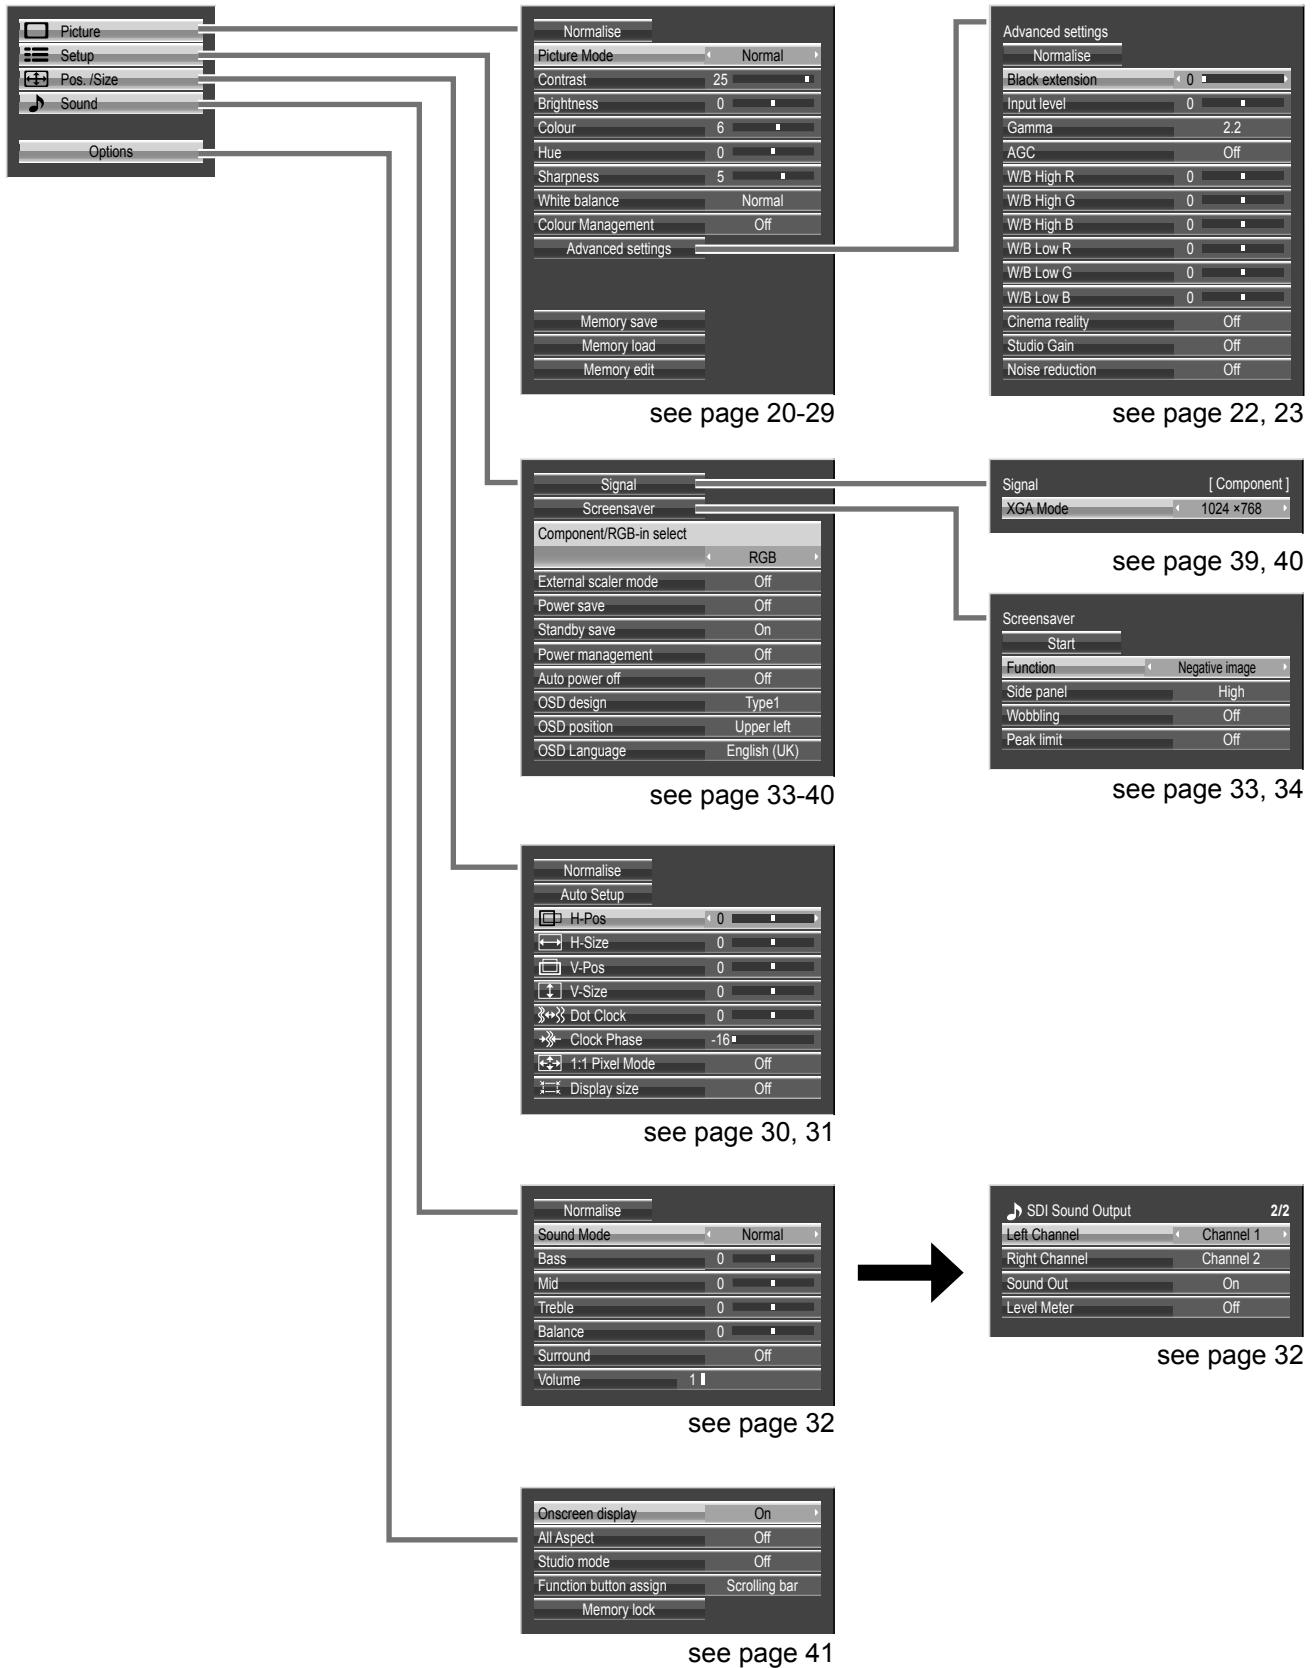 Picture
Setup
Pos. /Size
Sound
Options
Normalise
Picture Mode Normal
Contrast 25
Brightness 0
Colour 6
Hue 0
Sharpness 5
White balance Normal
Colour Management Off
Advanced settings
Memory save
Memory load
Memory edit
see page 20-29
Advanced settings
Normalise
Black extension 0
Input level 0
Gamma 2.2
AGC Off
W/B High R 0
W/B High G 0
W/B High B 0
W/B Low R 0
W/B Low G 0
W/B Low B 0
Cinema reality Off
Studio Gain Off
Noise reduction Off
see page 22, 23
Signal
Screensaver
Component/RGB-in select
RGB
External scaler mode Off
Power save Off
Standby save On
Power management Off
Auto power off Off
OSD design Type1
OSD position Upper left
OSD Language English (UK)
see page 33-40
Signal [ Component ]
XGA Mode 1024 ×768
see page 39, 40
Screensaver
Start
Function Negative image
Side panel High
Wobbling Off
Peak limit Off
see page 33, 34
Normalise
Auto Setup
H-Pos 0
H-Size 0
V-Pos 0
V-Size 0
Dot Clock 0
Clock Phase -16
1:1 Pixel Mode Off
Display size Off
see page 30, 31
Normalise
Sound Mode Normal
Bass 0
Mid 0
Treble 0
Balance 0
Surround Off
Volume 1
see page 32
SDI Sound Output 2/2
Left Channel Channel 1
Right Channel Channel 2
Sound Out On
Level Meter Off
see page 32
Onscreen display On
All Aspect Off
Studio mode Off
Function button assign Scrolling bar
Memory lock
see page 41